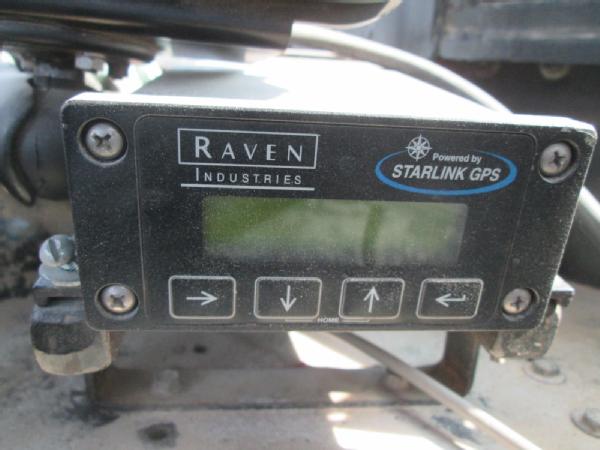 RAVEN
INDUSTRIES
Powered by
STARLINK GPS
HOME